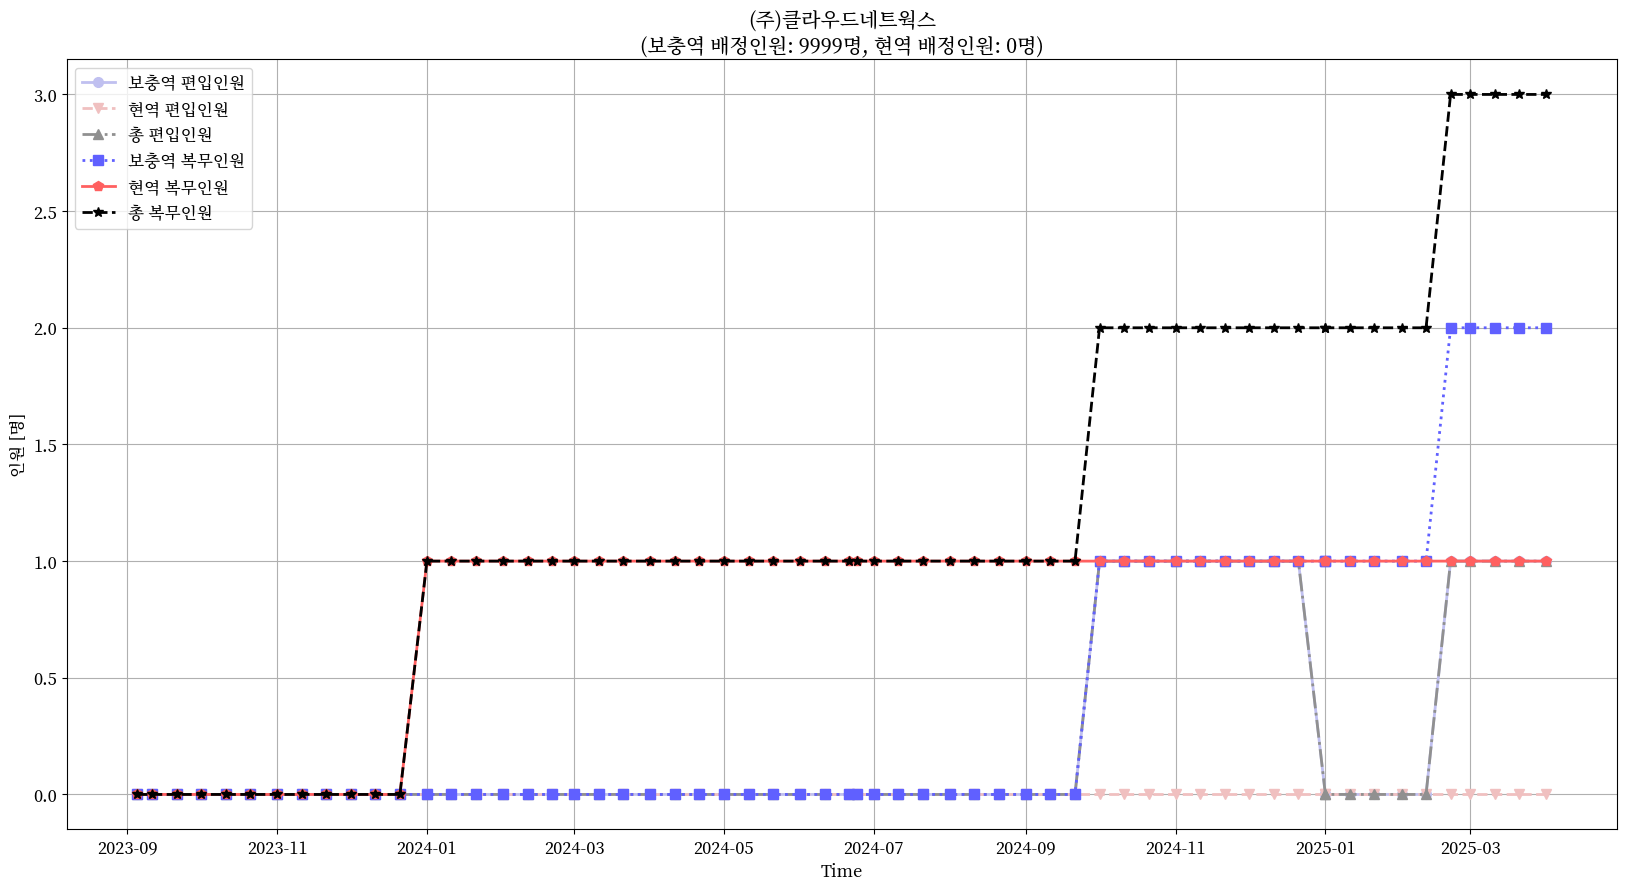 (주)클라우드네트웍스
(보충역 배정인원: 9999명, 현역 배정인원: 0명)
보충역 편입인원
현역 편입인원
총 편입인원
보충역 복무인원
현역 복무인원
총 복무인원
인원 [명]
3.0
2.5
2.0
1.5
1.0
0.5
0.0
2023-09 2023-11 2024-01 2024-03 2024-05 2024-07 2024-09 2024-11 2025-01 2025-03
Time